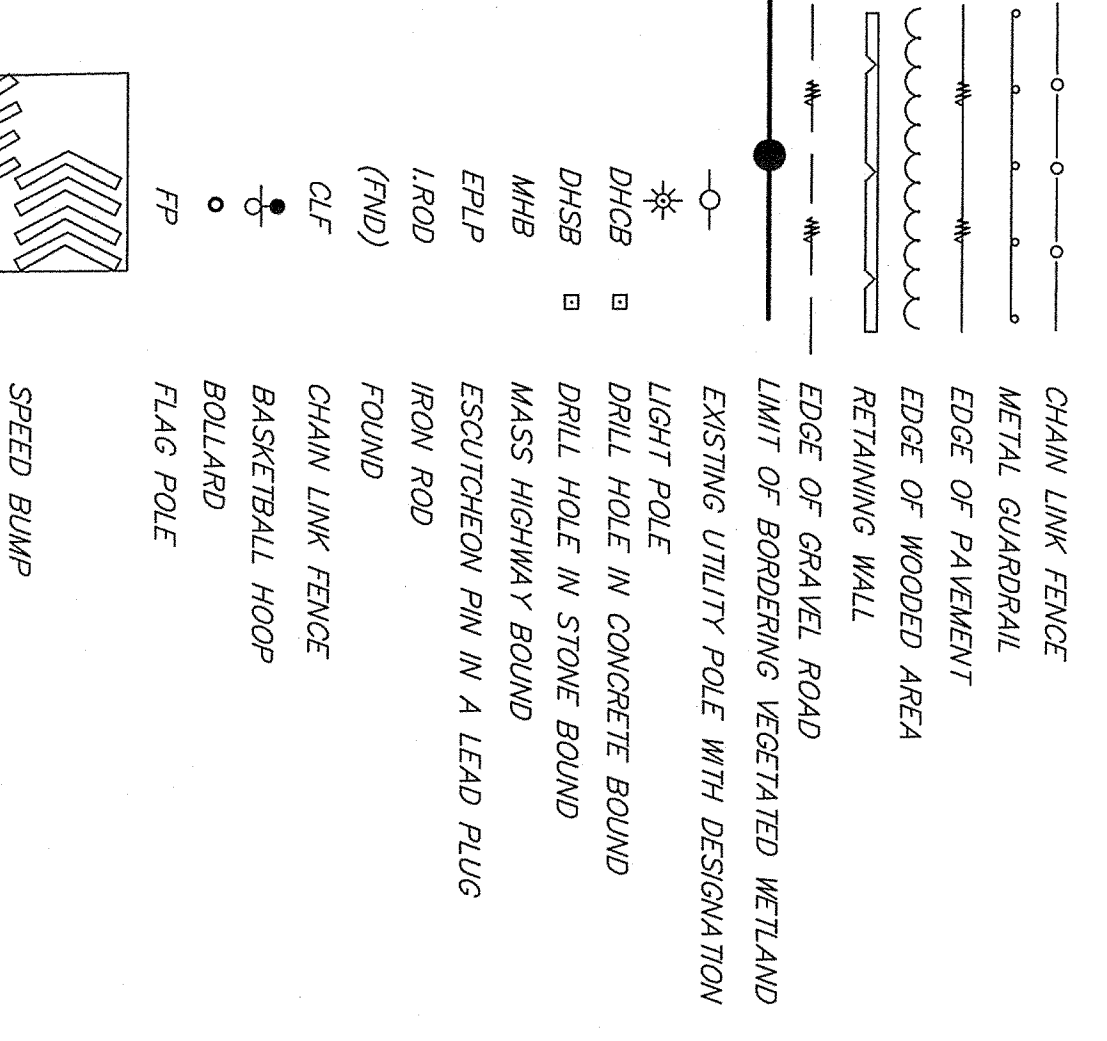 CHAIN LINK FENCE
METAL GUARDRAIL
EDGE OF PAVEMENT
EDGE OF WOODED AREA
RETAINING WALL
EDGE OF GRAVEL ROAD
LIMIT OF BORDERING VEGETATED WETLAND
EXISTING UTILITY POLE WITH DESIGNATION
LIGHT POLE
DHCB DRILL HOLE IN CONCRETE BOUND
DHSB DRILL HOLE IN STONE BOUND
MHB MASS HIGHWAY BOUND
EPLP ESCUTCHEON PIN IN A LEAD PLUG
I.ROD IRON ROD
(FND) FOUND
CLF CHAIN LINK FENCE
BASKETBALL HOOP
BOLLARD
FP FLAG POLE
SPEED BUMP